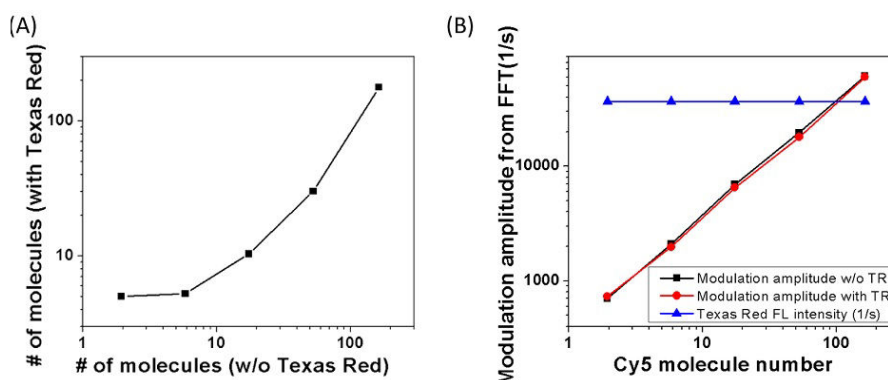 (A)
# of molecules (with Texas Red)
100
10
1
10
100
# of molecules (w/o Texas Red)
(B)
Modulation amplitude from FFT(1/s)
10000
1000
Modulation amplitude w/o TR
Modulation amplitude with TR
Texas Red FL intensity (1/s)
1
10
100
Cy5 molecule number